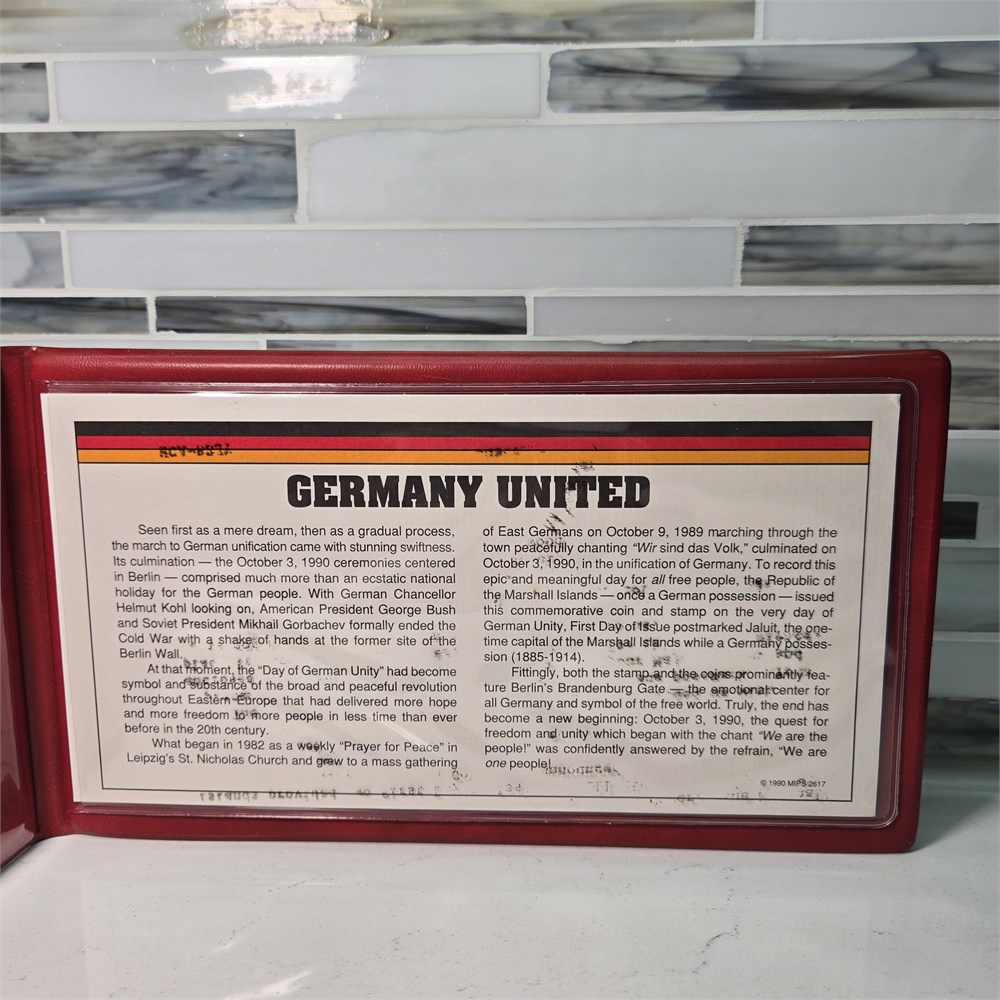 GERMANY UNITED
Seen first as a mere dream, then as a gradual process,
the march to German unification came with stunning swiftness.
Its culmination — the October 3, 1990 ceremonies centered
in Berlin — comprised much more than an ecstatic national
holiday for the German people. With German Chancellor
Helmut Kohl looking on, American President George Bush
and Soviet President Mikhail Gorbachev formally ended the
Cold War with a shake of hands at the former site of the
Berlin Wall.
At that moment, the “Day of German Unity” had become
symbol and substance of the broad and peaceful revolution
throughout Eastern Europe that had delivered more hope
and more freedom to more people in less time than ever
before in the 20th century.
What began in 1982 as a weekly “Prayer for Peace” in
Leipzig's St. Nicholas Church and grew to a mass gathering
of East Germans on October 9, 1989 marching through the
town peacefully chanting “Wir sind das Volk,” culminated on
October 3, 1990, in the unification of Germany. To record this
epic and meaningful day for all free people, the Republic of
the Marshall Islands — once a German possession — issued
this commemorative coin and stamp on the very day of
German Unity, First Day of Issue postmarked Jaluit, the one-
time capital of the Marshall Islands while a Germany posses-
sion (1885-1914).
Fittingly, both the stamp and the coins prominently fea-
ture Berlin's Brandenburg Gate — the emotional center for
all Germany and symbol of the free world. Truly, the end has
become a new beginning: October 3, 1990, the quest for
freedom and unity which began with the chant “We are the
people!” was confidently answered by the refrain, “We are
one people!
© 1990 MIPS 2617